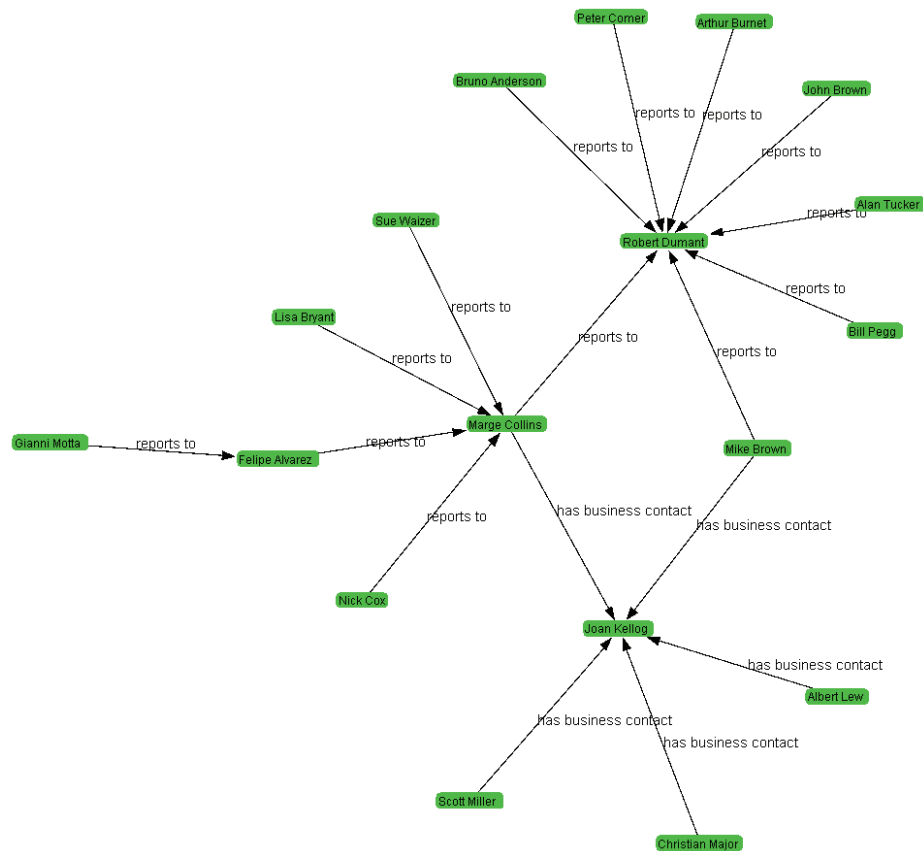 Peter Comer
Arthur Burnet
Bruno Anderson
John Brown
reports to
reports to
reports to
reports to
Alan Tucker
reports to
Sue Waizer
Robert Dumant
reports to
reports to
Lisa Bryant
Bill Pegg
reports to
reports to
reports to
Marge Collins
Gianni Motta
reports to
reports to
Felipe Alvarez
Mike Brown
has business contact
reports to
has business contact
Nick Cox
Joan Kellog
has business contact
Albert Lew
has business contact
has business contact
Scott Miller
Christian Major